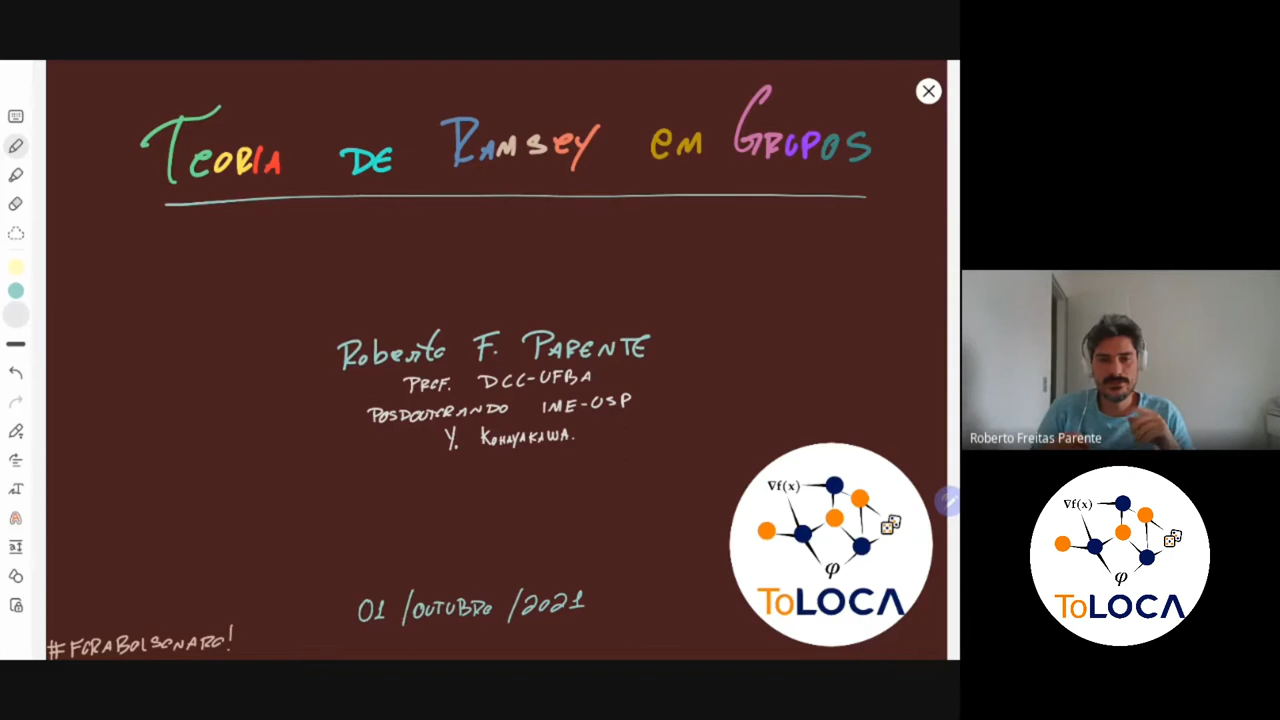 TEORIA DE RAMSEY EM GRUPOS
Roberto F. PARENTE
PROF. DCC-UFBA
POSDOUTORANDO IME-USP
Y. KOHAYAKAWA.
∇f(x)
φ
ToLOCA
01/OUTUBRO/2021
#FORABOLSONARO!
Roberto Freitas Parente
∇f(x)
φ
ToLOCA